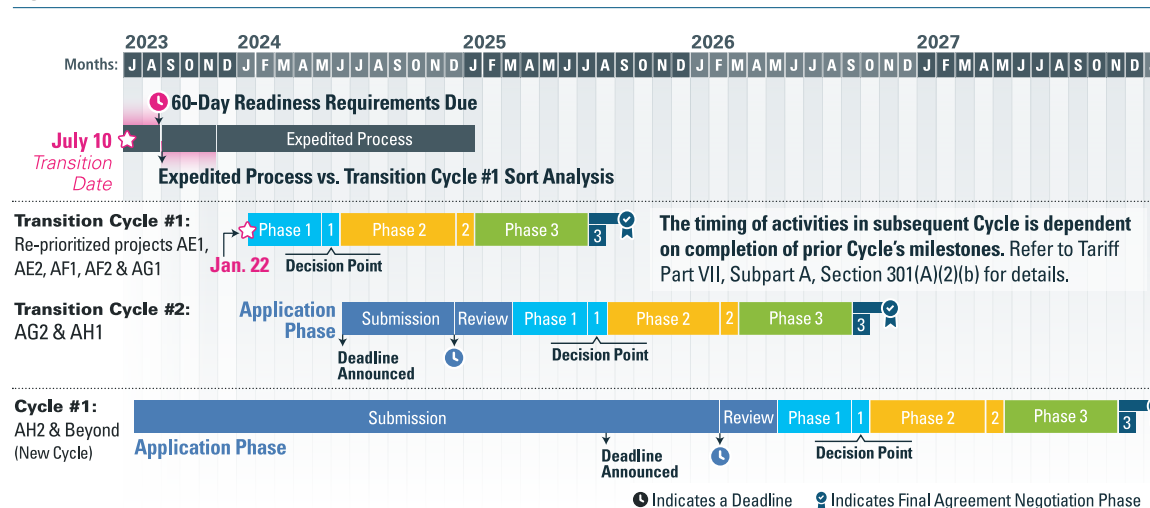 2023 2024 2025 2026 2027
Months: J A S O N D J F M A M J J A S O N D J F M A M J J A S O N D J F M A M J J A S O N D J F M A M J J A S O N D
60-Day Readiness Requirements Due
July 10
Transition
Date
Expedited Process
Expedited Process vs. Transition Cycle #1 Sort Analysis
Transition Cycle #1:
Re-prioritized projects AE1,
AE2, AF1, AF2 & AG1
Jan. 22
Phase 1 1 Phase 2 2 Phase 3 3
Decision Point
The timing of activities in subsequent Cycle is dependent
on completion of prior Cycle's milestones. Refer to Tariff
Part VII, Subpart A, Section 301(A)(2)(b) for details.
Transition Cycle #2:
AG2 & AH1
Application
Phase
Submission Review Phase 1 1 Phase 2 2 Phase 3 3
Deadline
Announced
Decision Point
Cycle #1:
AH2 & Beyond
(New Cycle)
Submission Review Phase 1 1 Phase 2 2 Phase 3 3
Application Phase
Deadline
Announced
Decision Point
Indicates a Deadline
Indicates Final Agreement Negotiation Phase